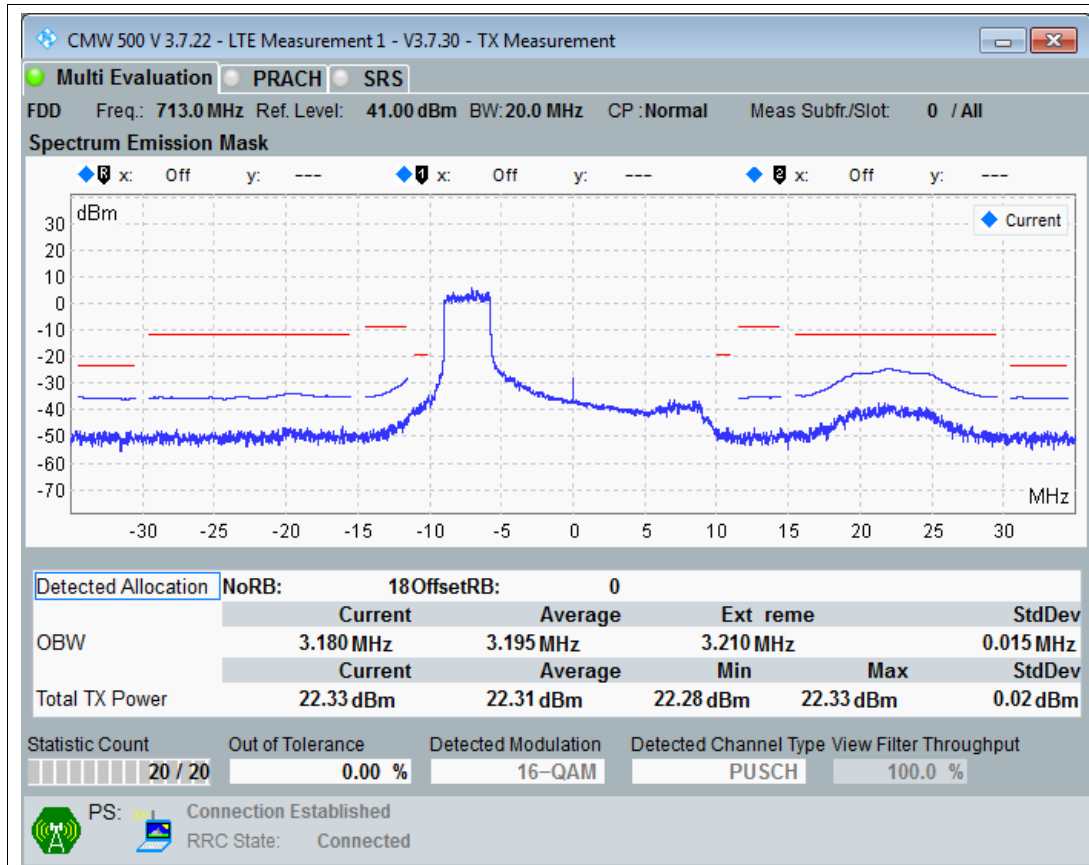 CMW 500 V 3.7.22 - LTE Measurement 1 - V3.7.30 - TX Measurement
Multi Evaluation PRACH SRS
FDD Freq.: 713.0 MHz Ref. Level: 41.00 dBm BW: 20.0 MHz CP : Normal Meas Subfr./Slot: 0 / All
Spectrum Emission Mask
R x: Off y: --- 1 x: Off y: --- 2 x: Off y: ---
dBm
Current
30
20
10
0
-10
-20
-30
-40
-50
-60
-70
MHz
-30 -25 -20 -15 -10 -5 0 5 10 15 20 25 30
Detected Allocation NoRB: 18 OffsetRB: 0
Current Average Ext reme StdDev
OBW 3.180 MHz 3.195 MHz 3.210 MHz 0.015 MHz
Current Average Min Max StdDev
Total TX Power 22.33 dBm 22.31 dBm 22.28 dBm 22.33 dBm 0.02 dBm
Statistic Count Out of Tolerance Detected Modulation Detected Channel Type View Filter Throughput
20 / 20 0.00 % 16-QAM PUSCH 100.0 %
PS: Connection Established
RRC State: Connected